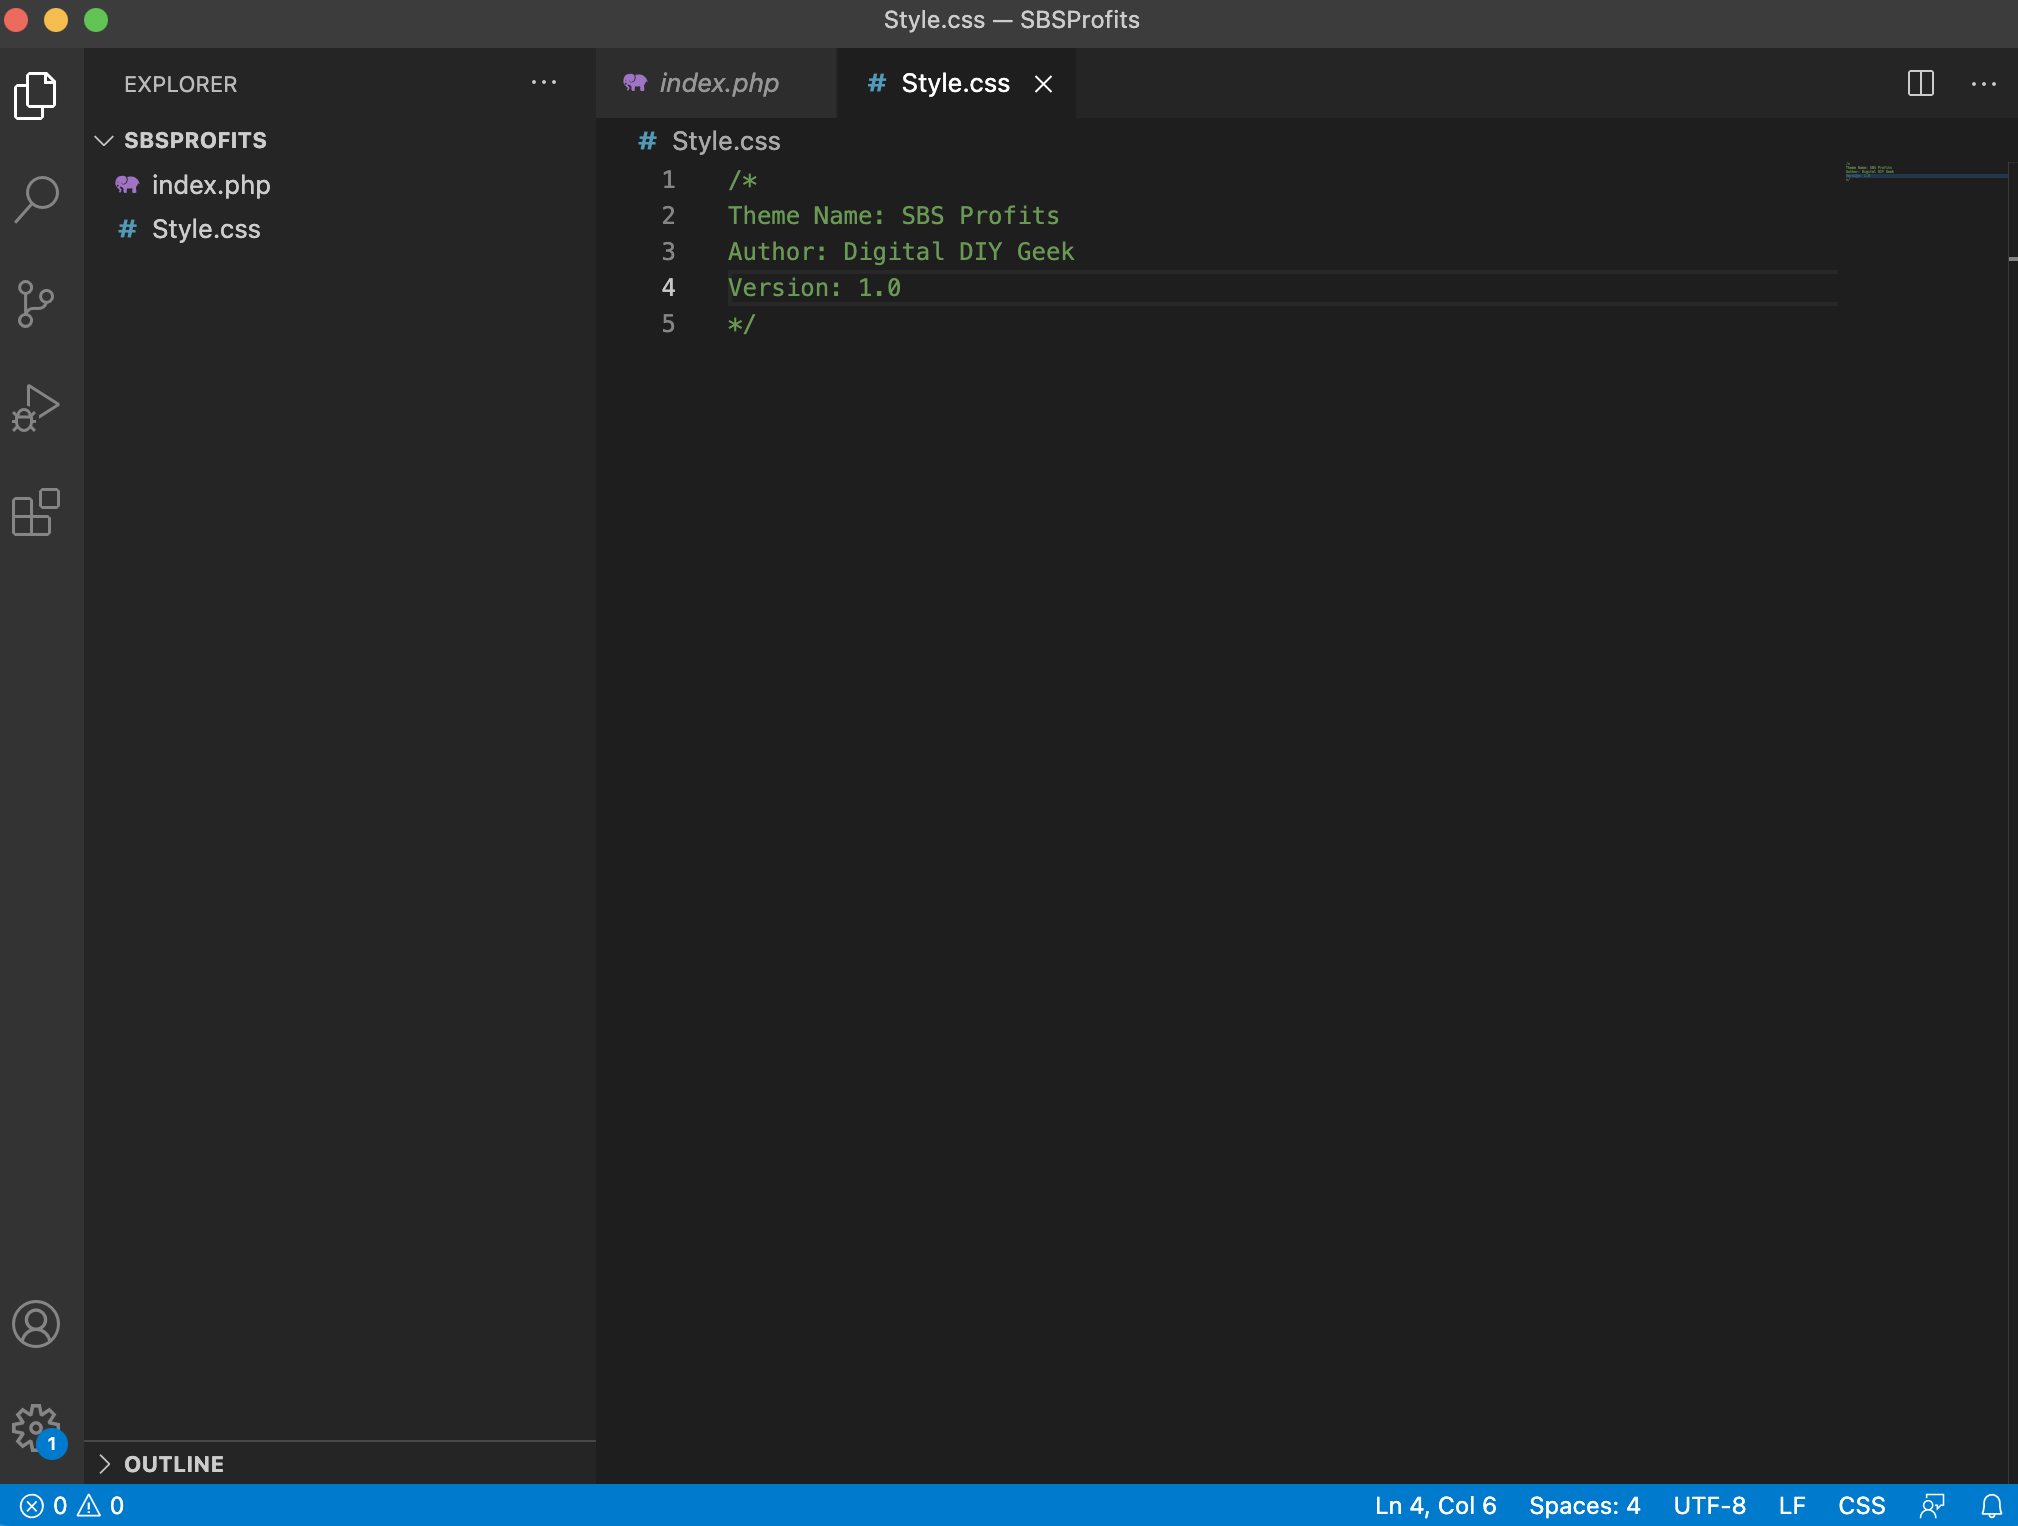 Style.css — SBSProfits
EXPLORER
SBSPROFITS
index.php
Style.css
index.php
Style.css
Style.css
1 /*
2 Theme Name: SBS Profits
3 Author: Digital DIY Geek
4 Version: 1.0
5 */
1
OUTLINE
0 0
Ln 4, Col 6 Spaces: 4 UTF-8 LF CSS